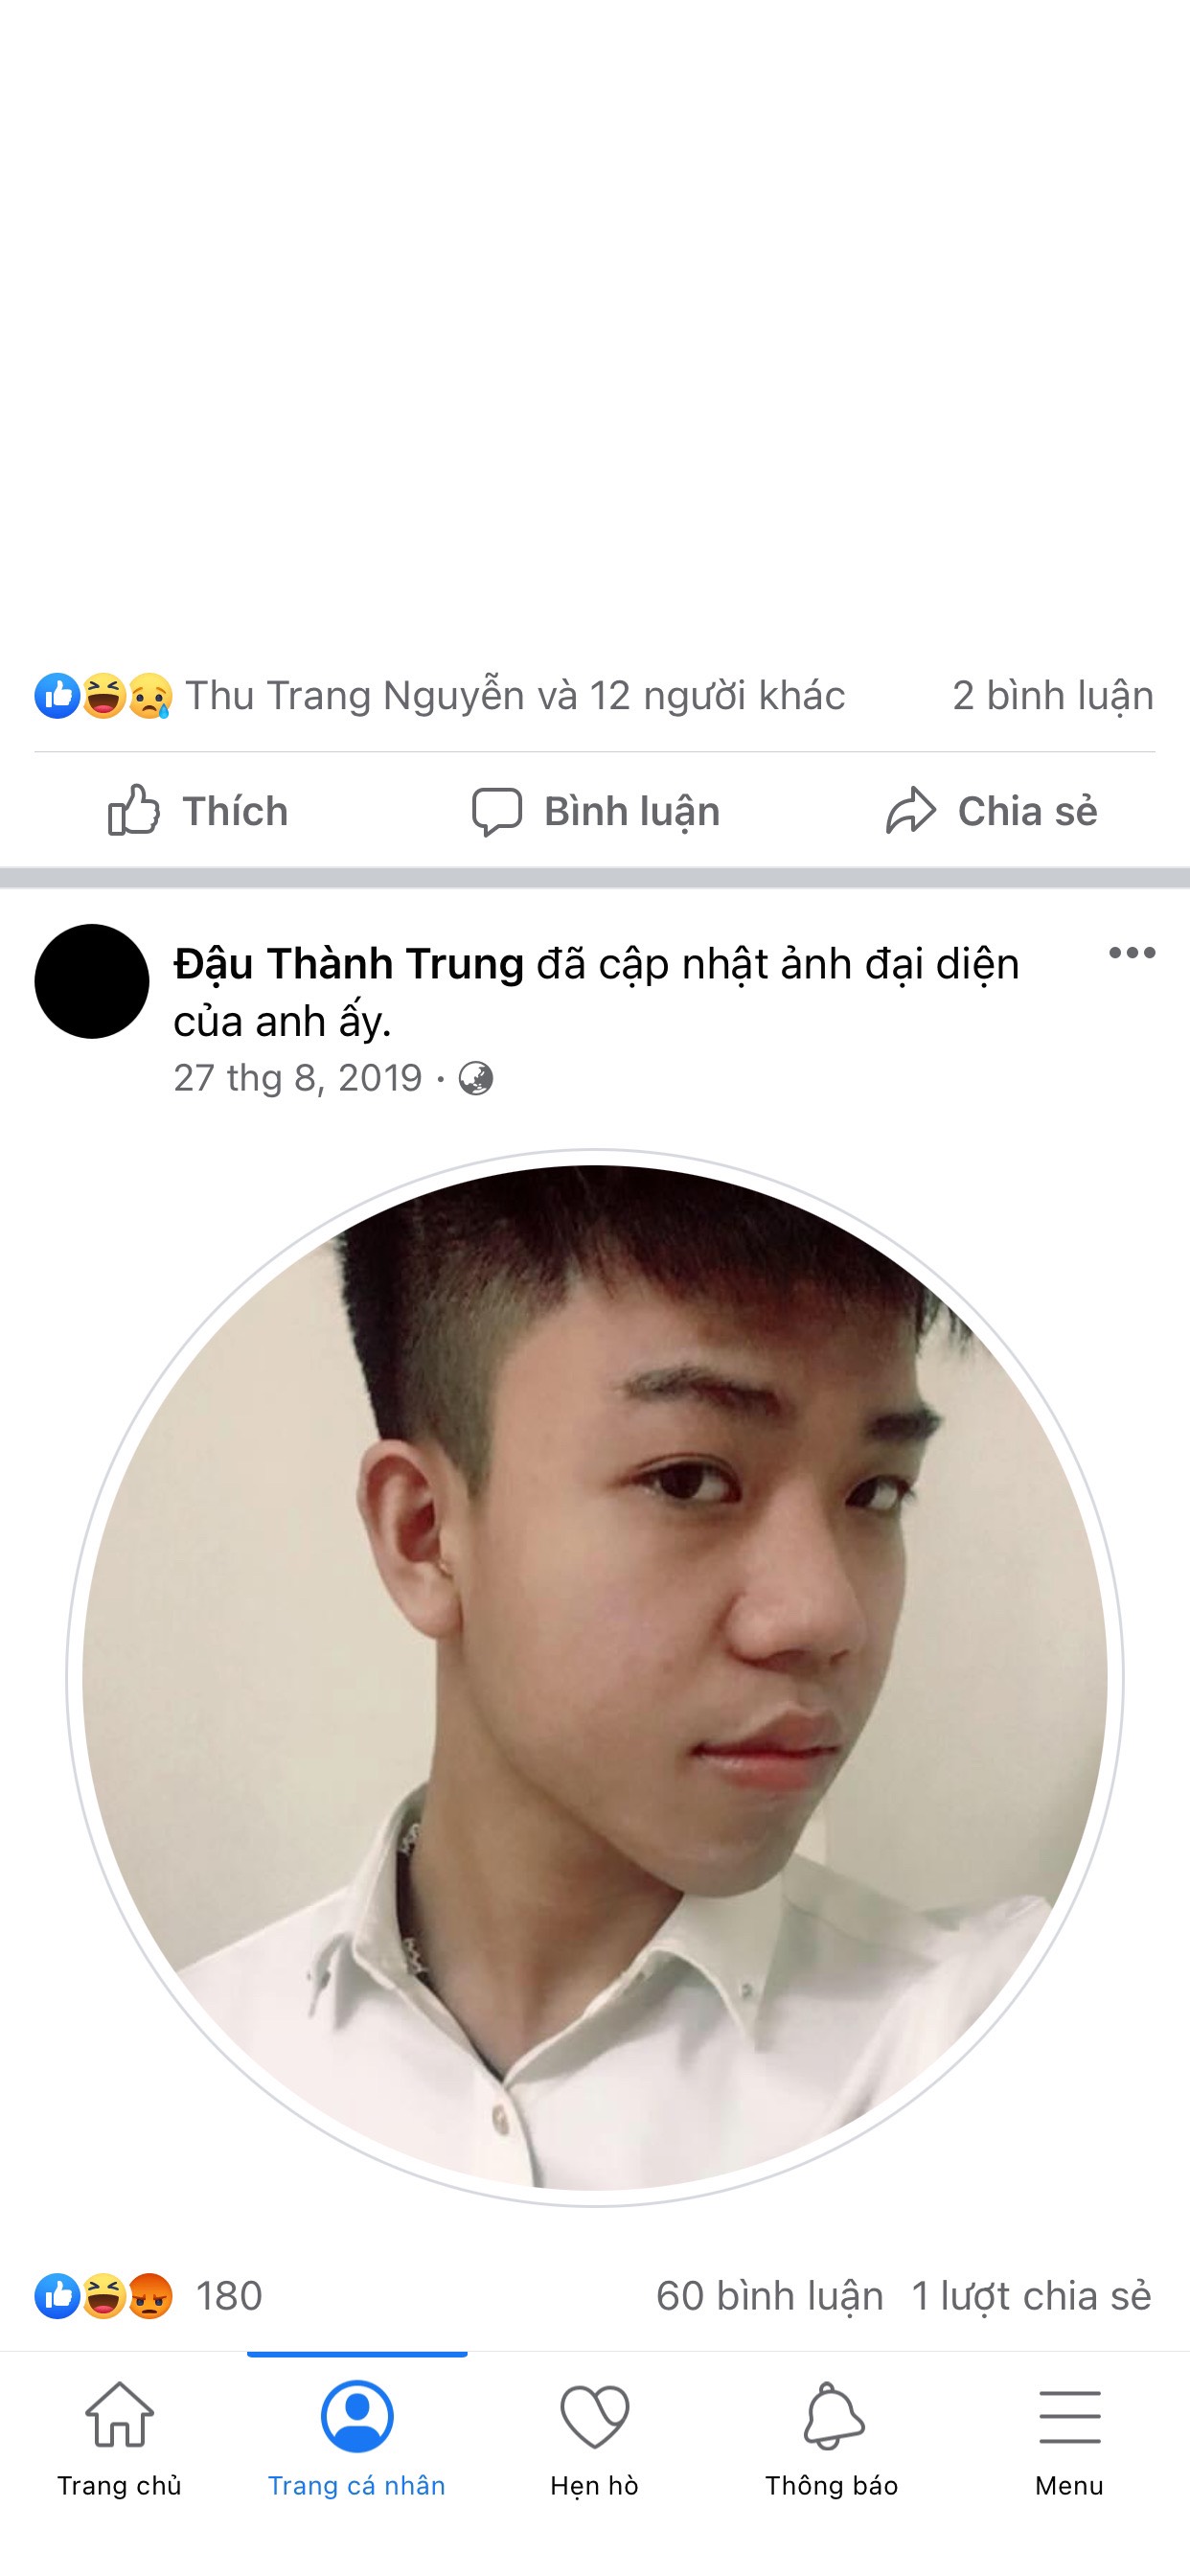 Thu Trang Nguyễn và 12 người khác 2 bình luận
Thích Bình luận Chia sẻ
Đậu Thành Trung đã cập nhật ảnh đại diện
của anh ấy.
27 thg 8, 2019 ·
180 60 bình luận 1 lượt chia sẻ
Trang chủ Trang cá nhân Hẹn hò Thông báo Menu